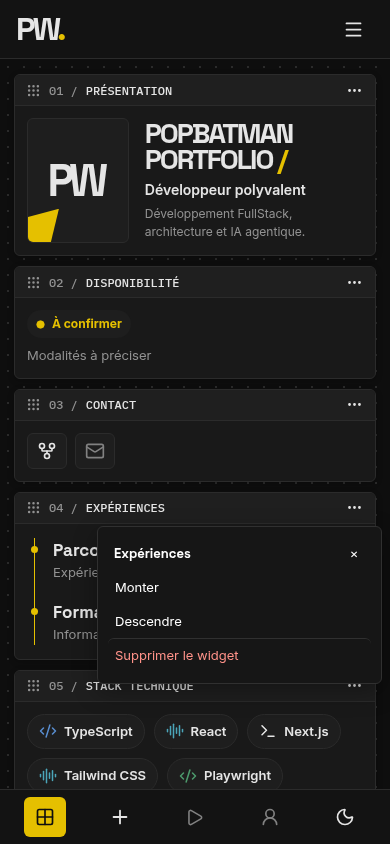 PW.
01 / PRÉSENTATION
PW
POPBATMAN
PORTFOLIO /
Développeur polyvalent
Développement FullStack,
architecture et IA agentique.
02 / DISPONIBILITÉ
À confirmer
Modalités à préciser
03 / CONTACT
04 / EXPÉRIENCES
Parco
Expérie
Forma
Informa
Expériences ×
Monter
Descendre
Supprimer le widget
05 / STACK TECHNIQUE
TypeScript React Next.js
Tailwind CSS Playwright